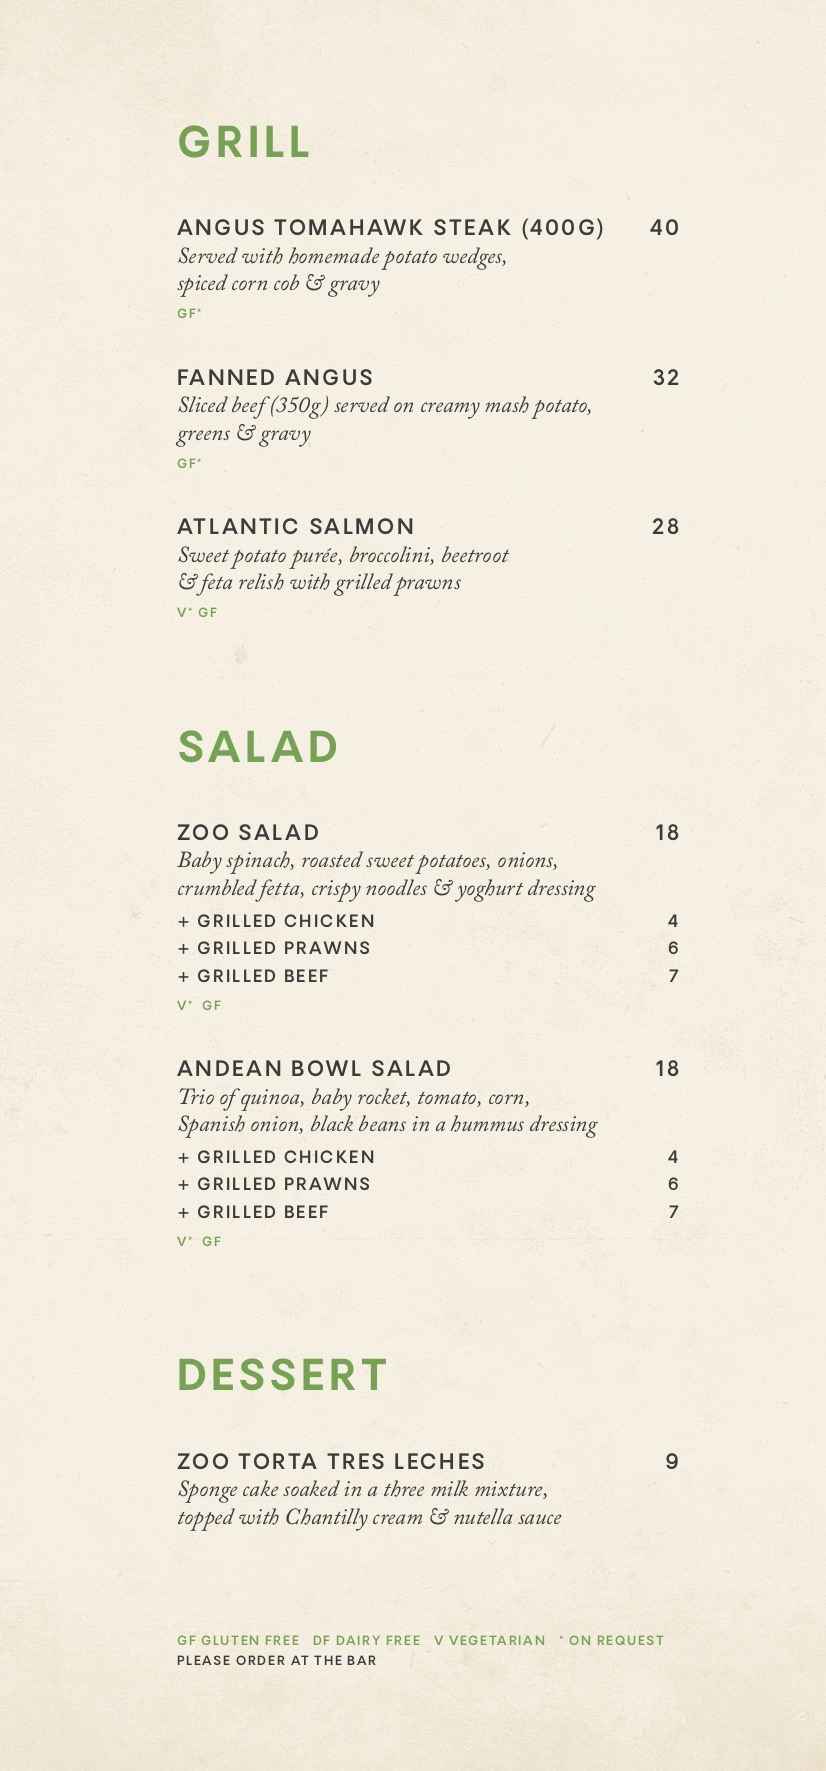 GRILL
ANGUS TOMAHAWK STEAK (400G) 40
Served with homemade potato wedges,
spiced corn cob & gravy
GF*
FANNED ANGUS 32
Sliced beef (350g) served on creamy mash potato,
greens & gravy
GF*
ATLANTIC SALMON 28
Sweet potato purée, broccolini, beetroot
& feta relish with grilled prawns
V* GF
SALAD
ZOO SALAD 18
Baby spinach, roasted sweet potatoes, onions,
crumbled fetta, crispy noodles & yoghurt dressing
+ GRILLED CHICKEN 4
+ GRILLED PRAWNS 6
+ GRILLED BEEF 7
V* GF
ANDEAN BOWL SALAD 18
Trio of quinoa, baby rocket, tomato, corn,
Spanish onion, black beans in a hummus dressing
+ GRILLED CHICKEN 4
+ GRILLED PRAWNS 6
+ GRILLED BEEF 7
V* GF
DESSERT
ZOO TORTA TRES LECHES 9
Sponge cake soaked in a three milk mixture,
topped with Chantilly cream & nutella sauce
GF GLUTEN FREE DF DAIRY FREE V VEGETARIAN * ON REQUEST
PLEASE ORDER AT THE BAR